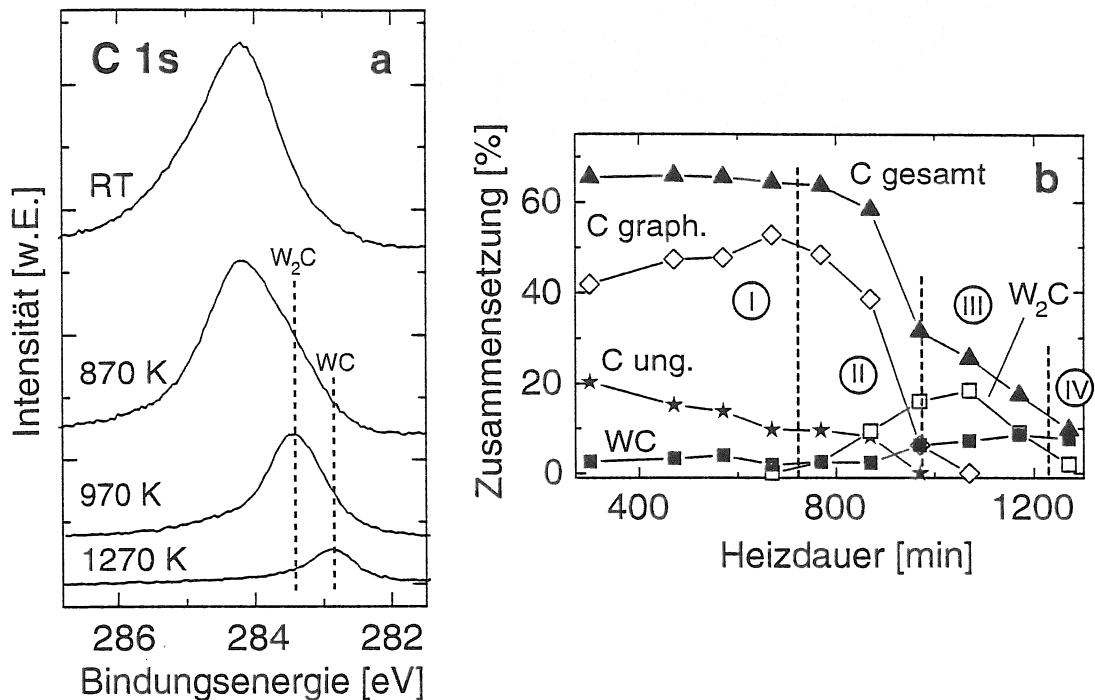 C 1s
a
RT
W₂C
WC
870 K
970 K
1270 K
Intensität [w.E.]
286
284
282
Bindungsenergie [eV]
b
C gesamt
C graph.
I
III
W₂C
C ung.
II
IV
WC
Zusammensetzung [%]
60
40
20
0
400
800
1200
Heizdauer [min]